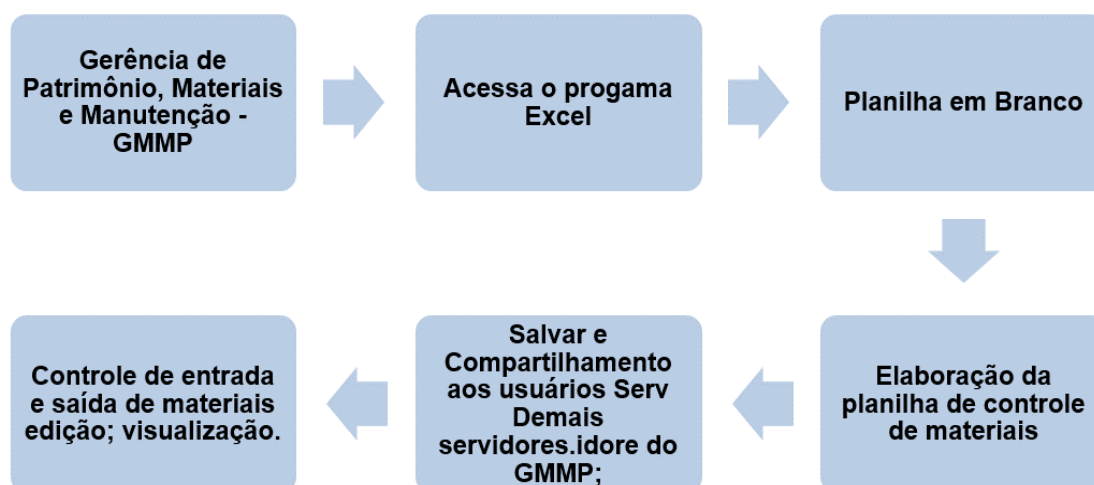 Gerência de
Patrimônio, Materiais
e Manutenção -
GMMP
Acessa o progama
Excel
Planilha em Branco
Elaboração da
planilha de controle
de materiais
Salvar e
Compartilhamento
aos usuários Serv
Demais
servidores.idore do
GMMP;
Controle de entrada
e saída de materiais
edição; visualização.